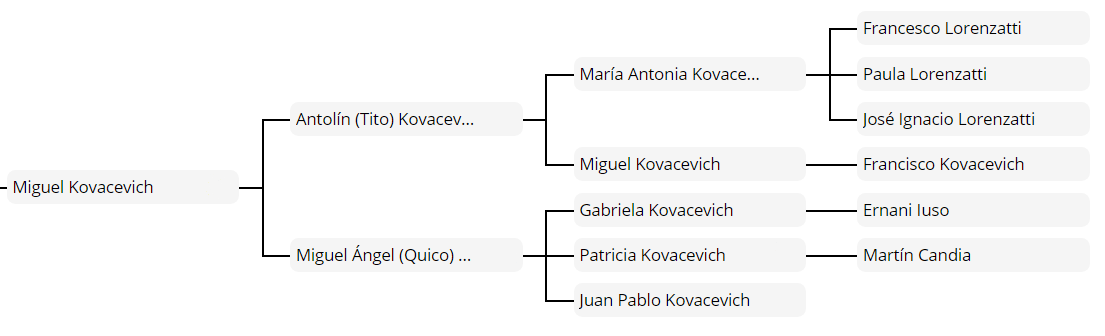 Francesco Lorenzatti
María Antonia Kovace...
Paula Lorenzatti
Antolín (Tito) Kovacev...
José Ignacio Lorenzatti
Miguel Kovacevich
Francisco Kovacevich
Miguel Kovacevich
Gabriela Kovacevich
Ernani Iuso
Miguel Ángel (Quico) ...
Patricia Kovacevich
Martín Candia
Juan Pablo Kovacevich